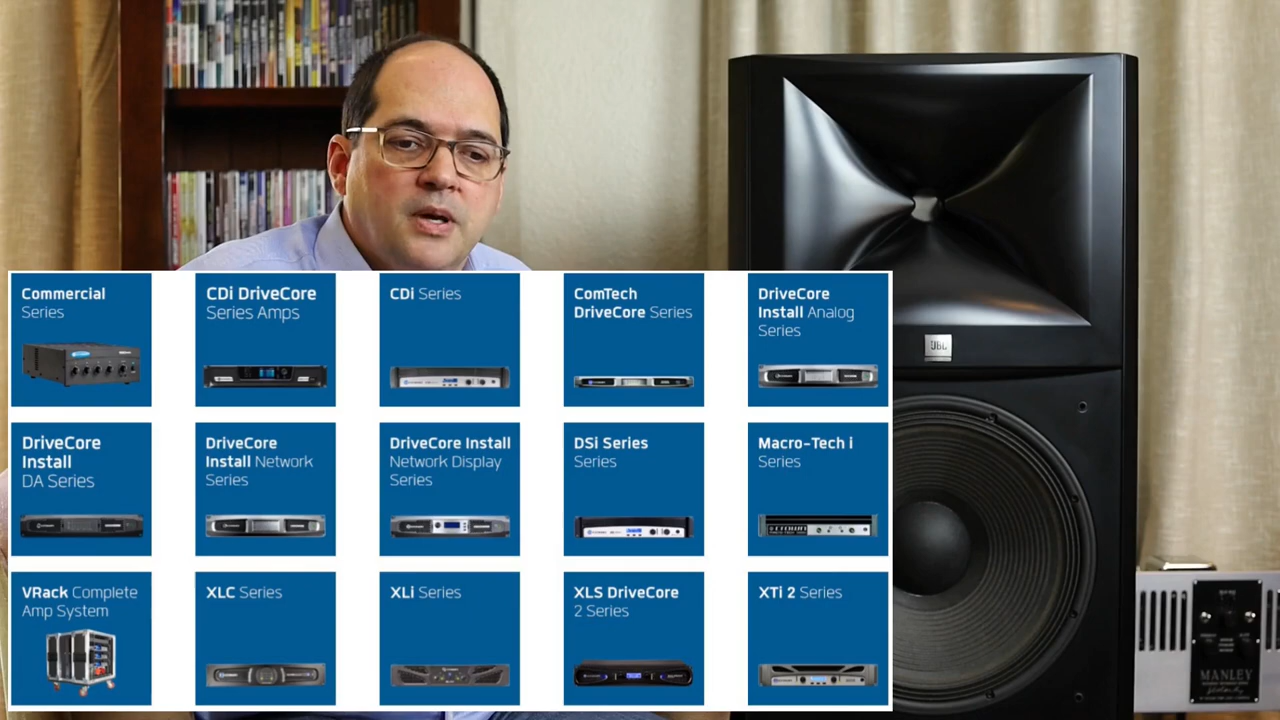 Commercial
Series
CDi DriveCore
Series Amps
CDi Series
ComTech
DriveCore Series
DriveCore
Install Analog
Series
JBL
DriveCore
Install
DA Series
DriveCore
Install Network
Series
DriveCore Install
Network Display
Series
DSi Series
Series
Macro-Tech i
Series
CROWN
VRack Complete
Amp System
XLC Series
XLi Series
XLS DriveCore
2 Series
XTi 2 Series
MANLEY